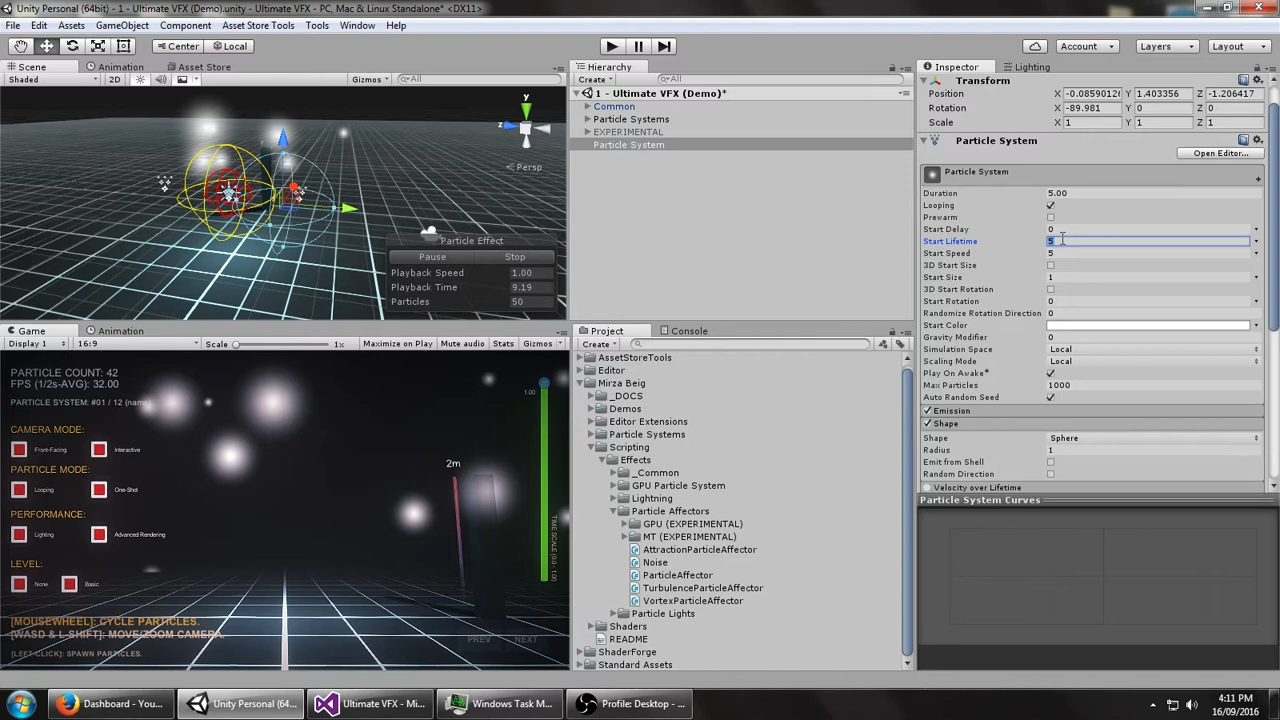 Unity Personal (64bit) - 1 - Ultimate VFX (Demo).unity - Ultimate VFX - PC, Mac & Linux Standalone* <DX11>
File Edit Assets GameObject Component Asset Store Tools Tools Window Help
Center Local Account Layers Layout
Scene Animation Asset Store
Shaded 2D Gizmos All
y
z
Persp
Particle Effect
Pause Stop
Playback Speed 1.00
Playback Time 9.19
Particles 50
Hierarchy
Create All
1 - Ultimate VFX (Demo)*
Common
Particle Systems
EXPERIMENTAL
Particle System
Game Animation
Display 1 16:9 Scale 1x Maximize on Play Mute audio Stats Gizmos
PARTICLE COUNT: 42
FPS (1/2s-AVG): 32.00
PARTICLE SYSTEM: #01 / 12 (name)
1.00
CAMERA MODE:
Front-Facing Interactive
PARTICLE MODE:
Looping One-Shot
PERFORMANCE:
Lighting Advanced Rendering
LEVEL:
None Basic
2m
TIME SCALE (0.0 - 1.0)
[MOUSEWHEEL]: CYCLE PARTICLES.
[WASD & L-SHIFT]: MOVE/ZOOM CAMERA.
[LEFT-CLICK]: SPAWN PARTICLES.
PREV NEXT
Project Console
Create
AssetStoreTools
Editor
Mirza Beig
_DOCS
Demos
Editor Extensions
Particle Systems
Scripting
Effects
_Common
GPU Particle System
Lightning
Particle Affectors
GPU (EXPERIMENTAL)
MT (EXPERIMENTAL)
AttractionParticleAffector
Noise
ParticleAffector
TurbulenceParticleAffector
VortexParticleAffector
Particle Lights
Shaders
README
ShaderForge
Standard Assets
Inspector Lighting
Transform
Position X -0.0859012 Y 1.403356 Z -1.206417
Rotation X -89.981 Y 0 Z 0
Scale X 1 Y 1 Z 1
Particle System
Open Editor...
Particle System
Duration 5.00
Looping
Prewarm
Start Delay 0
Start Lifetime 5
Start Speed 5
3D Start Size
Start Size 1
3D Start Rotation
Start Rotation 0
Randomize Rotation Direction 0
Start Color
Gravity Modifier 0
Simulation Space Local
Scaling Mode Local
Play On Awake*
Max Particles 1000
Auto Random Seed
Emission
Shape
Shape Sphere
Radius 1
Emit from Shell
Random Direction
Velocity over Lifetime
Particle System Curves
Dashboard - You... Unity Personal (64... Ultimate VFX - Mi... Windows Task M... Profile: Desktop - ...
4:11 PM
16/09/2016